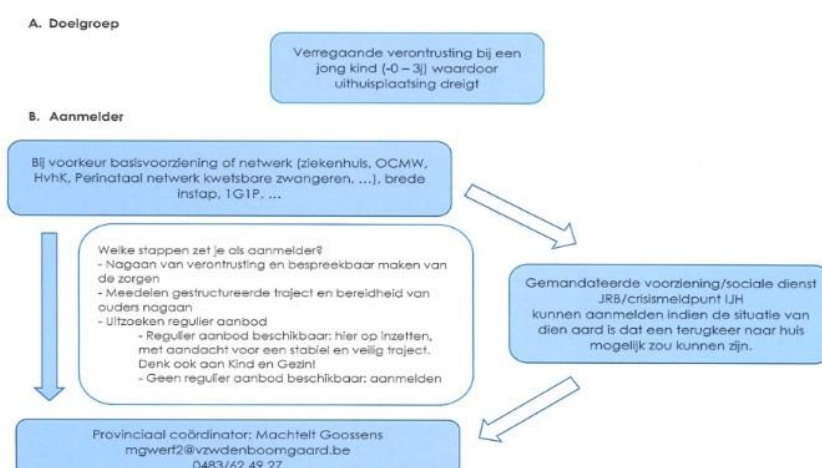 A. Doelgroep
Verregaande verontrusting bij een
jong kind (-0 – 3j) waardoor
uithuisplaatsing dreigt
B. Aanmelder
Bij voorkeur basisvoorziening of netwerk (ziekenhuis, OCMW,
HvhK, Perinataal netwerk kwetsbare zwangeren, ...), brede
instap, 1G1P, ...
Welke stappen zet je als aanmelder?
- Nagaan van verontrusting en bespreekbaar maken van
de zorgen
- Meedelen gestructureerde traject en bereidheid van
ouders nagaan
- Uitzoeken regulier aanbod
- Regulier aanbod beschikbaar: hier op inzetten,
met aandacht voor een stabiel en veilig traject.
Denk ook aan Kind en Gezin!
- Geen regulier aanbod beschikbaar: aanmelden
Gemandateerde voorziening/sociale dienst
JRB/crisismeldpunt IJH
kunnen aanmelden indien de situatie van
dien aard is dat een terugkeer naar huis
mogelijk zou kunnen zijn.
Provinciaal coördinator: Machtelt Goossens
mgwerf2@vzwdenboomgaard.be
0483/62 49 27